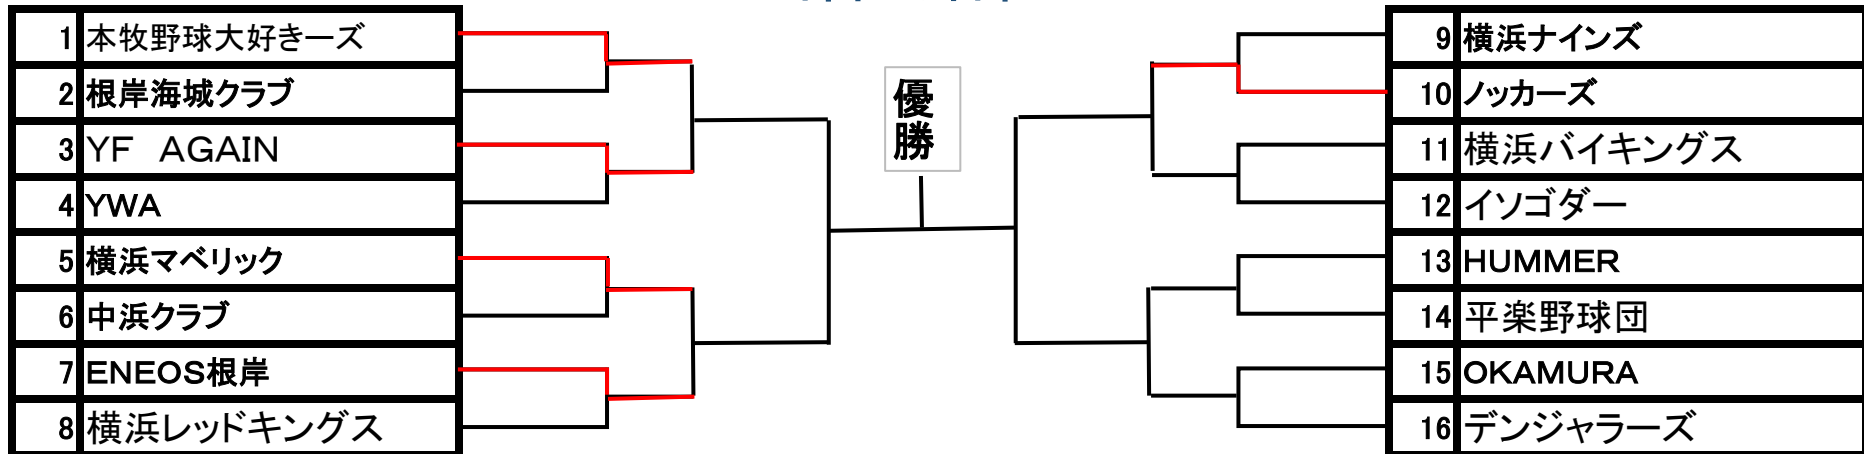 1 本牧野球大好きーズ
2 根岸海城クラブ
3 YF　AGAIN
4 YWA
5 横浜マベリック
6 中浜クラブ
7 ENEOS根岸
8 横浜レッドキングス
優勝
9 横浜ナインズ
10 ノッカーズ
11 横浜バイキングス
12 イソゴダー
13 HUMMER
14 平楽野球団
15 OKAMURA
16 デンジャラーズ